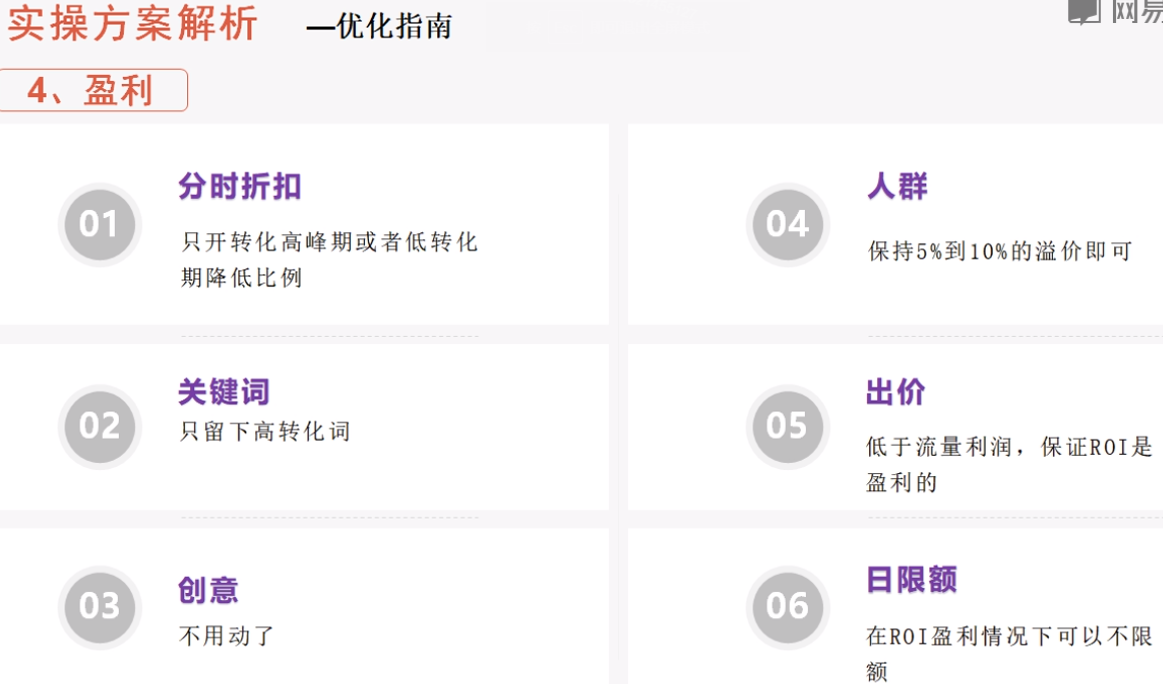 实操方案解析 —优化指南
网易
4、盈利
01
分时折扣
只开转化高峰期或者低转化
期降低比例
02
关键词
只留下高转化词
03
创意
不用动了
04
人群
保持5%到10%的溢价即可
05
出价
低于流量利润，保证ROI是
盈利的
06
日限额
在ROI盈利情况下可以不限
额